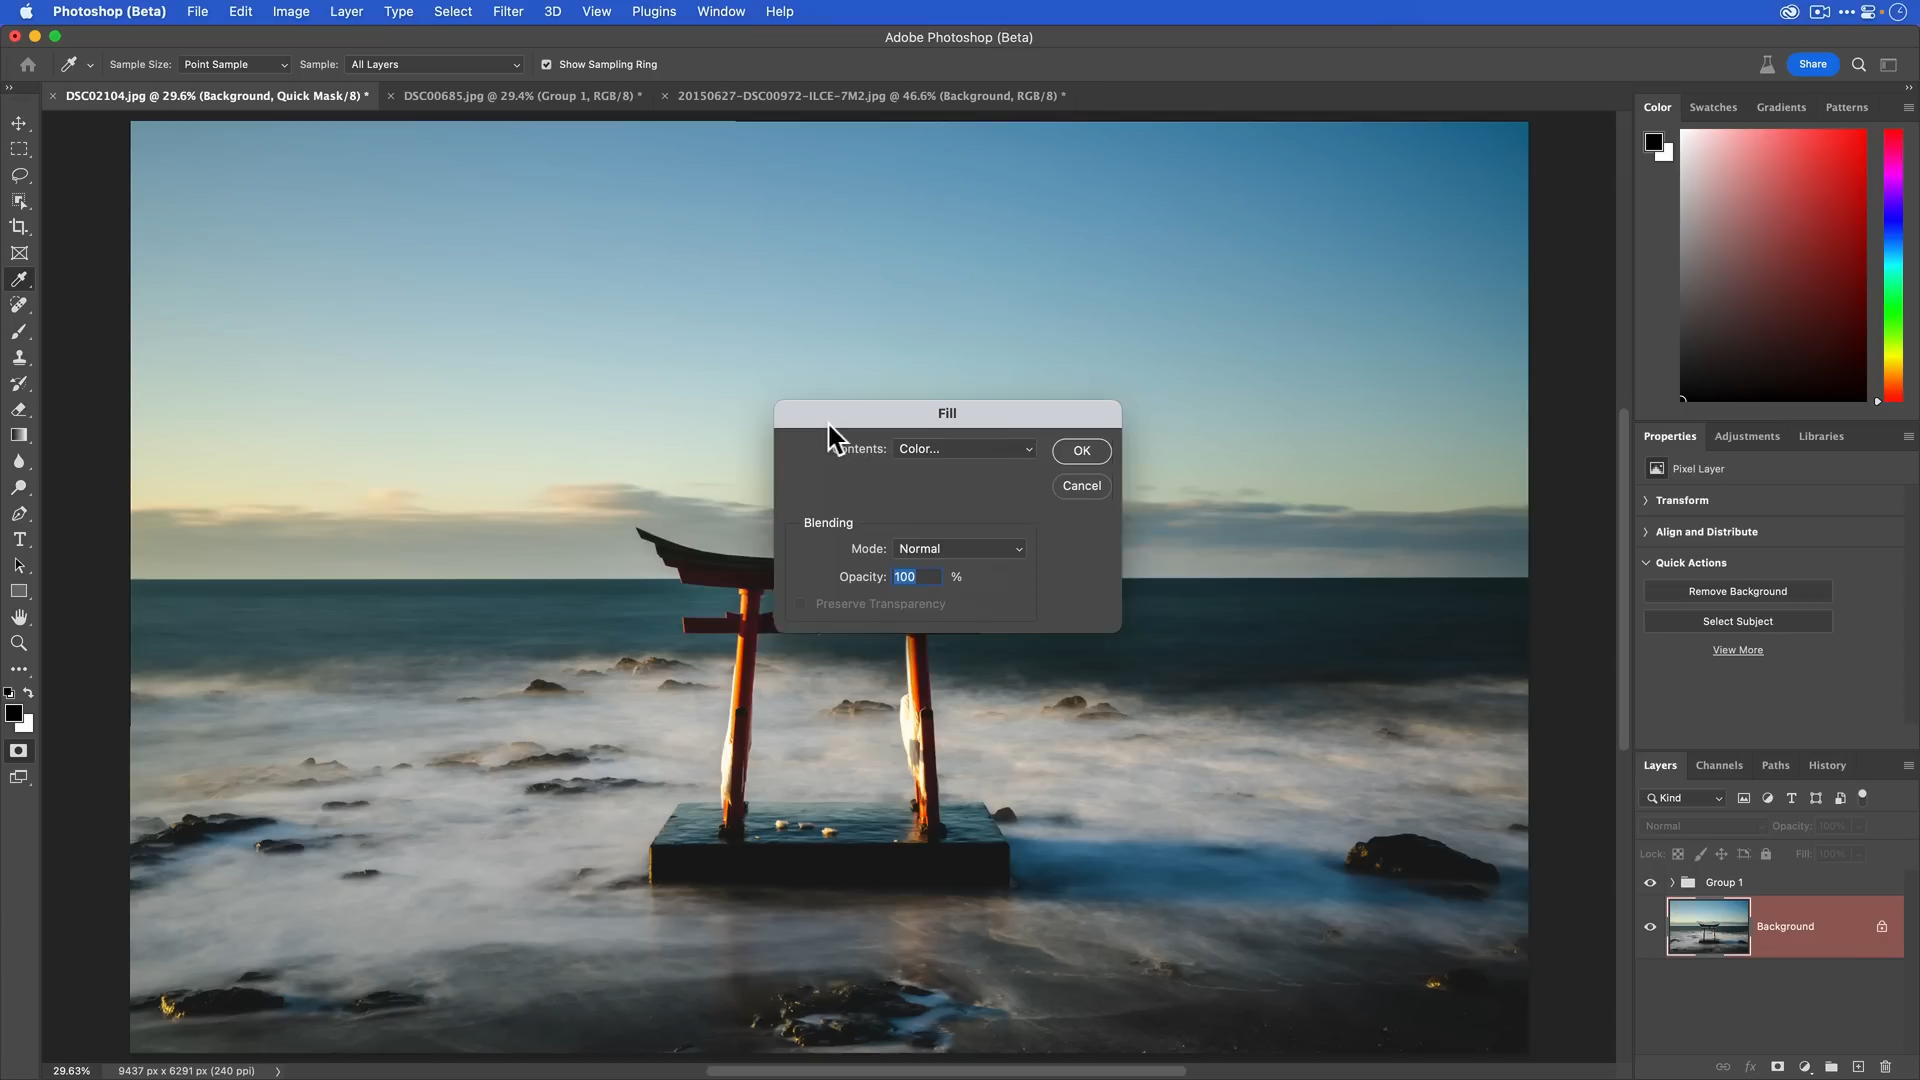 Photoshop (Beta) File Edit Image Layer Type Select Filter 3D View Plugins Window Help
Adobe Photoshop (Beta)
Sample Size: Point Sample Sample: All Layers Show Sampling Ring Share
DSC02104.jpg @ 29.6% (Background, Quick Mask/8) * DSC00685.jpg @ 29.4% (Group 1, RGB/8) * 20150627-DSC00972-ILCE-7M2.jpg @ 46.6% (Background, RGB/8) *
Color Swatches Gradients Patterns
Fill
Contents: Color... OK
Cancel
Blending
Mode: Normal
Opacity: 100 %
Preserve Transparency
Properties Adjustments Libraries
Pixel Layer
Transform
Align and Distribute
Quick Actions
Remove Background
Select Subject
View More
Layers Channels Paths History
Kind
Normal Opacity: 100%
Lock: Fill: 100%
Group 1
Background
29.63% 9437 px x 6291 px (240 ppi)